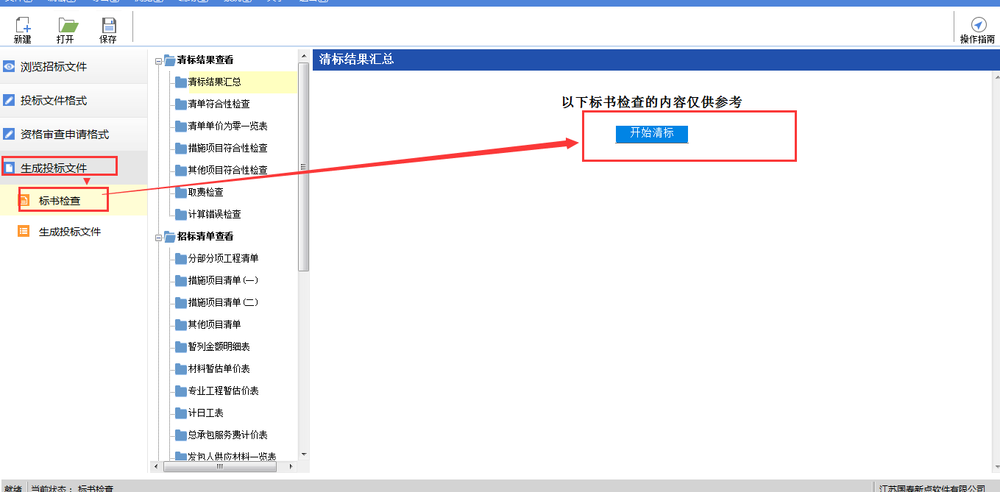 新建
打开
保存
操作指南
浏览招标文件
投标文件格式
资格审查申请格式
生成投标文件
标书检查
生成投标文件
清标结果查看
清标结果汇总
清单符合性检查
清单单价为零一览表
措施项目符合性检查
其他项目符合性检查
取费检查
计算错误检查
招标清单查看
分部分项工程清单
措施项目清单(一)
措施项目清单(二)
其他项目清单
暂列金额明细表
材料暂估单价表
专业工程暂估价表
计日工表
总承包服务费计价表
发包人供应材料一览表
清标结果汇总
以下标书检查的内容仅供参考
开始清标
就绪
当前状态：标书检查
江苏国泰新点软件有限公司